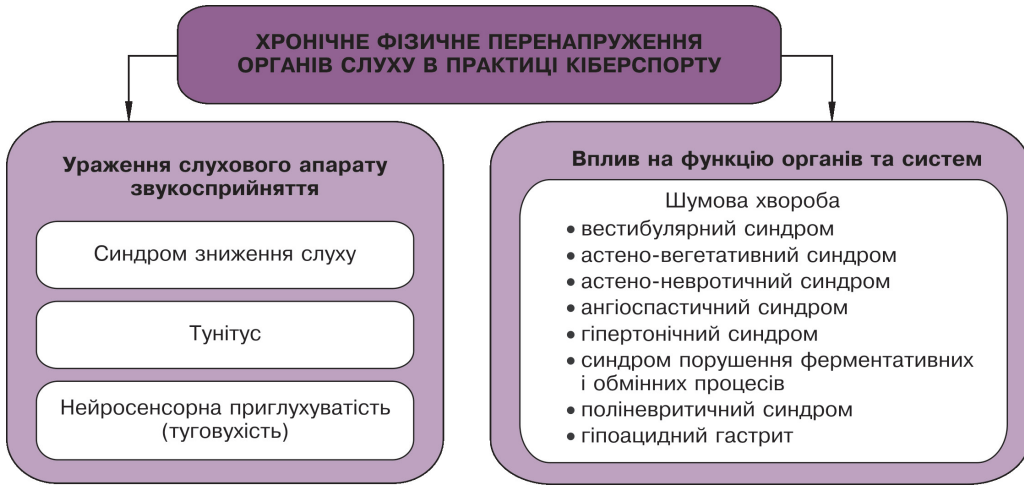 ХРОНІЧНЕ ФІЗИЧНЕ ПЕРЕНАПРУЖЕННЯ
ОРГАНІВ СЛУХУ В ПРАКТИЦІ КІБЕРСПОРТУ
Ураження слухового апарату
звукосприйняття
Синдром зниження слуху
Тунітус
Нейросенсорна приглухуватість
(туговухість)
Вплив на функцію органів та систем
Шумова хвороба
• вестибулярний синдром
• астено-вегетативний синдром
• астено-невротичний синдром
• ангіоспастичний синдром
• гіпертонічний синдром
• синдром порушення ферментативних
і обмінних процесів
• поліневритичний синдром
• гіпоацидний гастрит